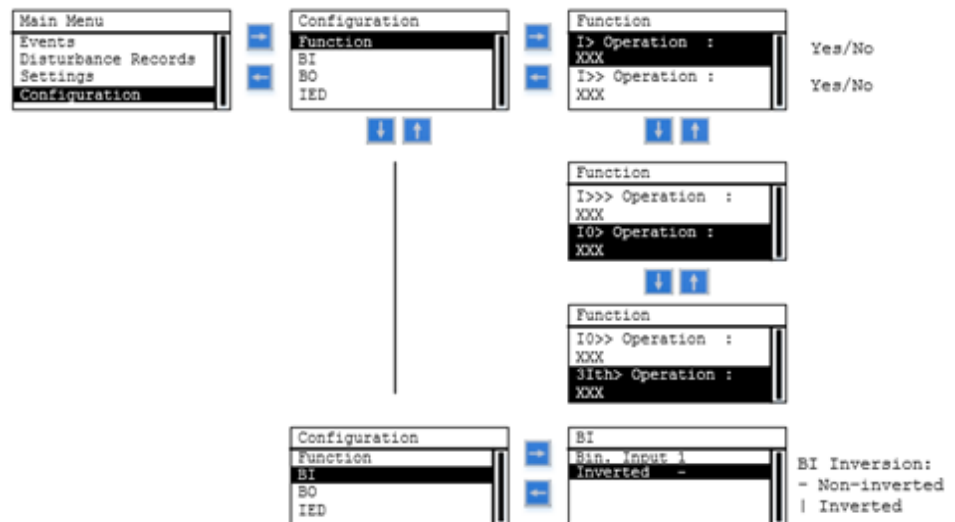 Main Menu
Events
Disturbance Records
Settings
Configuration
Configuration
Function
BI
BO
IED
Function
I> Operation :
XXX
I>> Operation :
XXX
Yes/No
Yes/No
Function
I>>> Operation :
XXX
I0> Operation :
XXX
Function
I0>> Operation :
XXX
3Ith> Operation :
XXX
Configuration
Function
BI
BO
IED
BI
Bin. Input 1
Inverted -
BI Inversion:
- Non-inverted
| Inverted